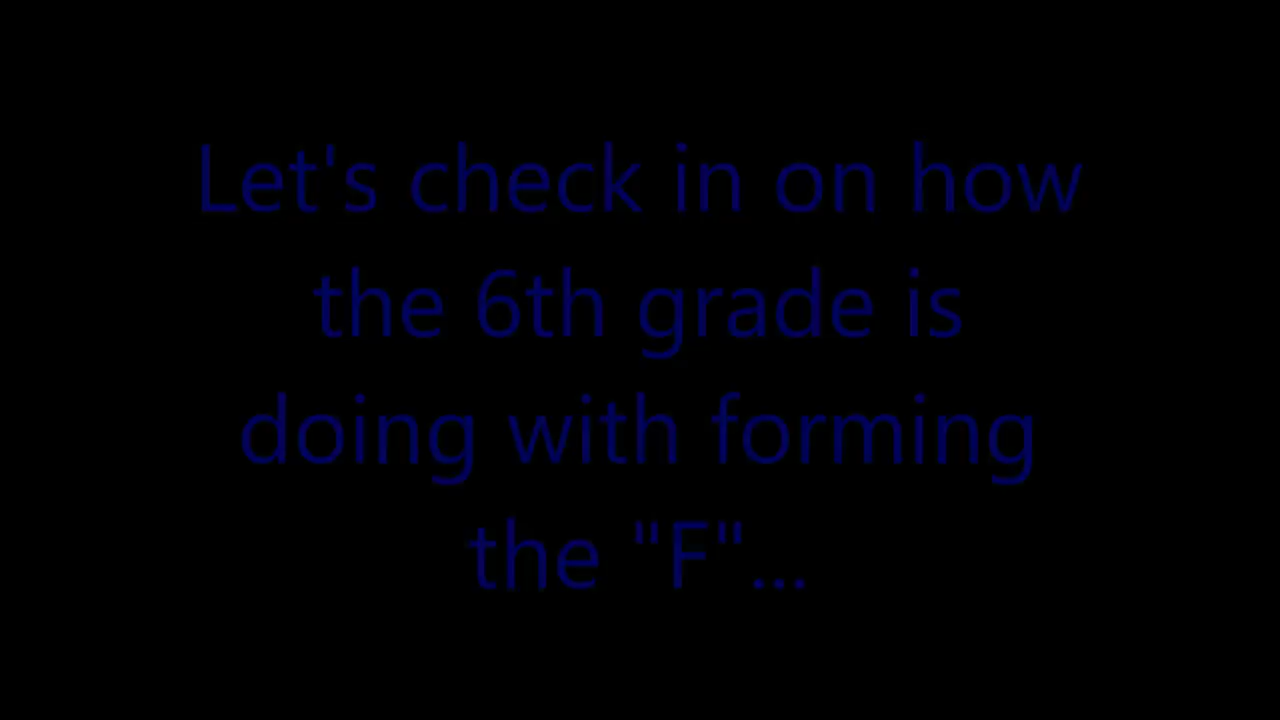 Let's check in on how
the 6th grade is
doing with forming
the "F"...